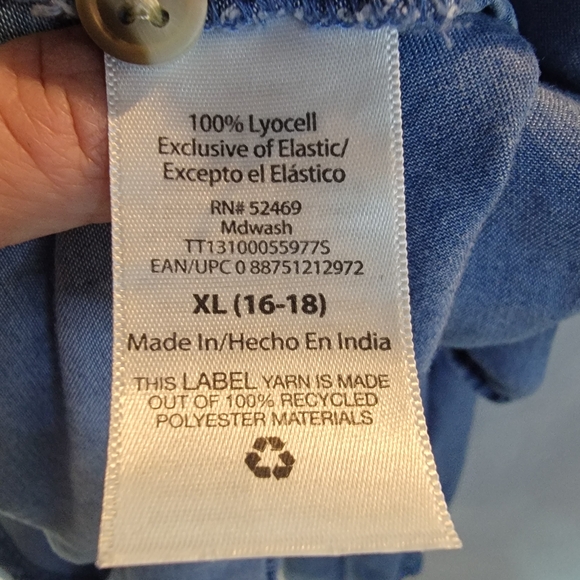 100% Lyocell
Exclusive of Elastic/
Excepto el Elástico
RN# 52469
Mdwash
TT13100055977S
EAN/UPC 0 88751212972
XL (16-18)
Made In/Hecho En India
THIS LABEL YARN IS MADE
OUT OF 100% RECYCLED
POLYESTER MATERIALS